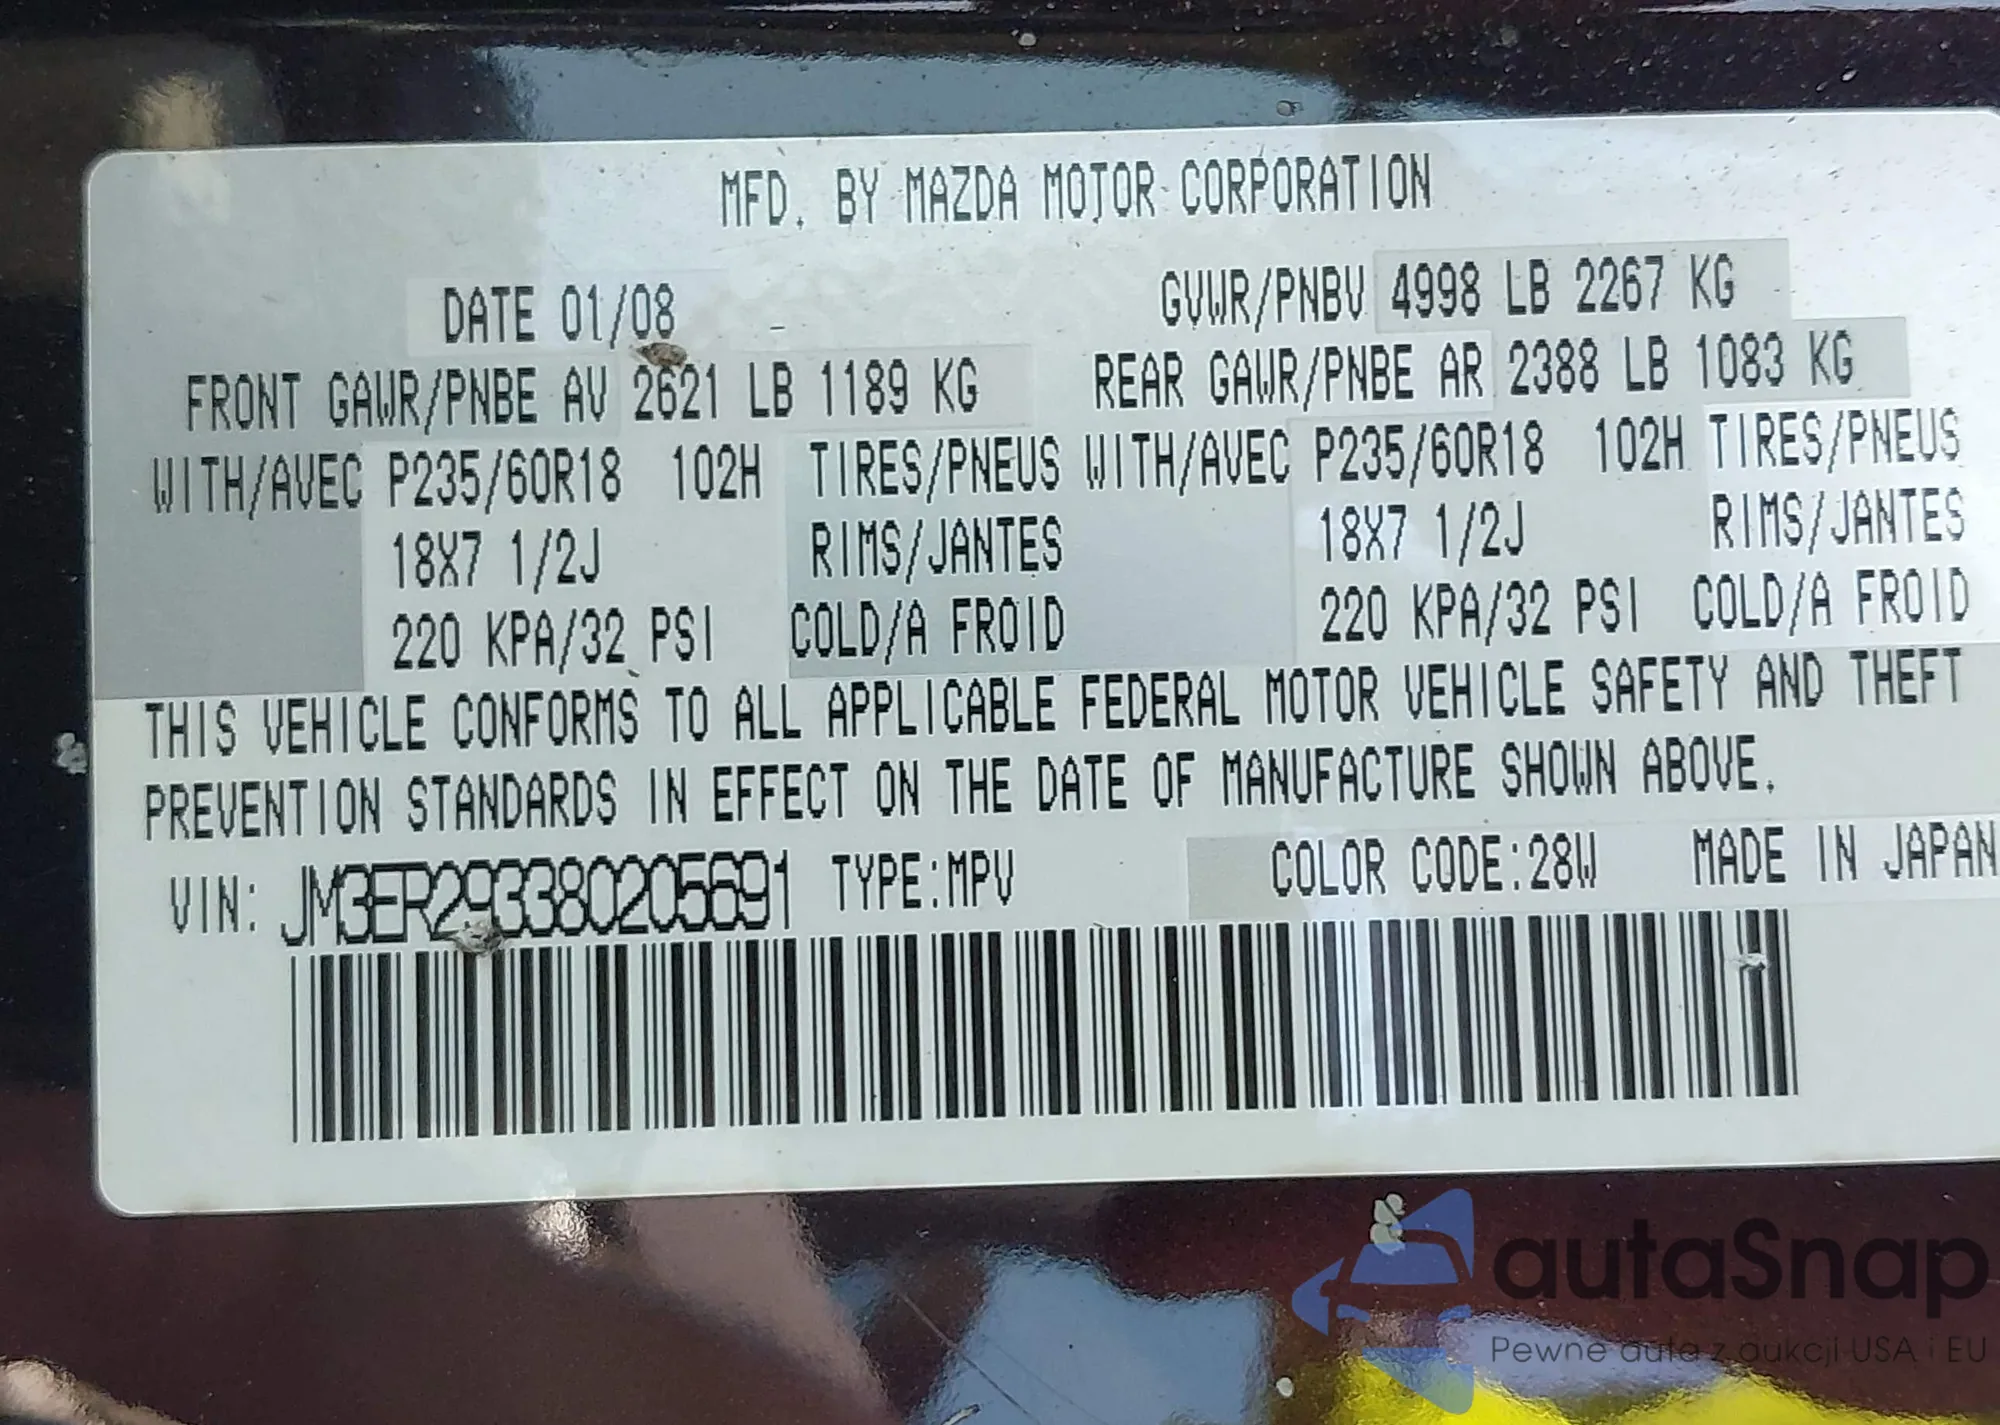 MFD. BY MAZDA MOTOR CORPORATION
DATE 01/08 GVWR/PNBV 4998 LB 2267 KG
FRONT GAWR/PNBE AV 2621 LB 1189 KG REAR GAWR/PNBE AR 2388 LB 1083 KG
WITH/AVEC P235/60R18 102H TIRES/PNEUS WITH/AVEC P235/60R18 102H TIRES/PNEUS
18X7 1/2J RIMS/JANTES 18X7 1/2J RIMS/JANTES
220 KPA/32 PSI COLD/A FROID 220 KPA/32 PSI COLD/A FROID
THIS VEHICLE CONFORMS TO ALL APPLICABLE FEDERAL MOTOR VEHICLE SAFETY AND THEFT
PREVENTION STANDARDS IN EFFECT ON THE DATE OF MANUFACTURE SHOWN ABOVE.
VIN: JM3ER293380205691 TYPE:MPV COLOR CODE:28W MADE IN JAPAN
autaSnap
Pewne auta z aukcji USA i EU